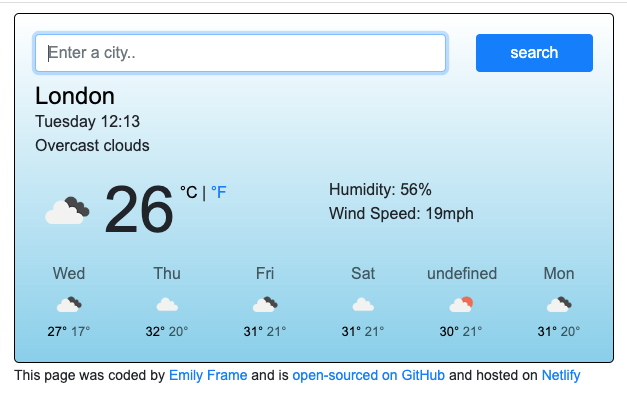 Enter a city..
search
London
Tuesday 12:13
Overcast clouds
26 °C | °F
Humidity: 56%
Wind Speed: 19mph
Wed Thu Fri Sat undefined Mon
27° 17° 32° 20° 31° 21° 31° 21° 30° 21° 31° 20°
This page was coded by Emily Frame and is open-sourced on GitHub and hosted on Netlify